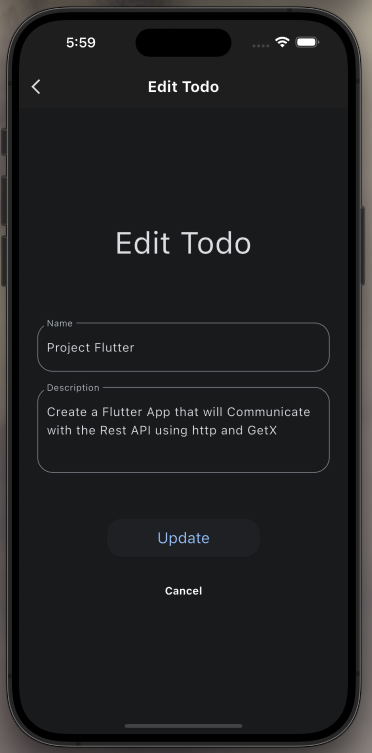 5:59
Edit Todo
Edit Todo
Name
Project Flutter
Description
Create a Flutter App that will Communicate
with the Rest API using http and GetX
Update
Cancel